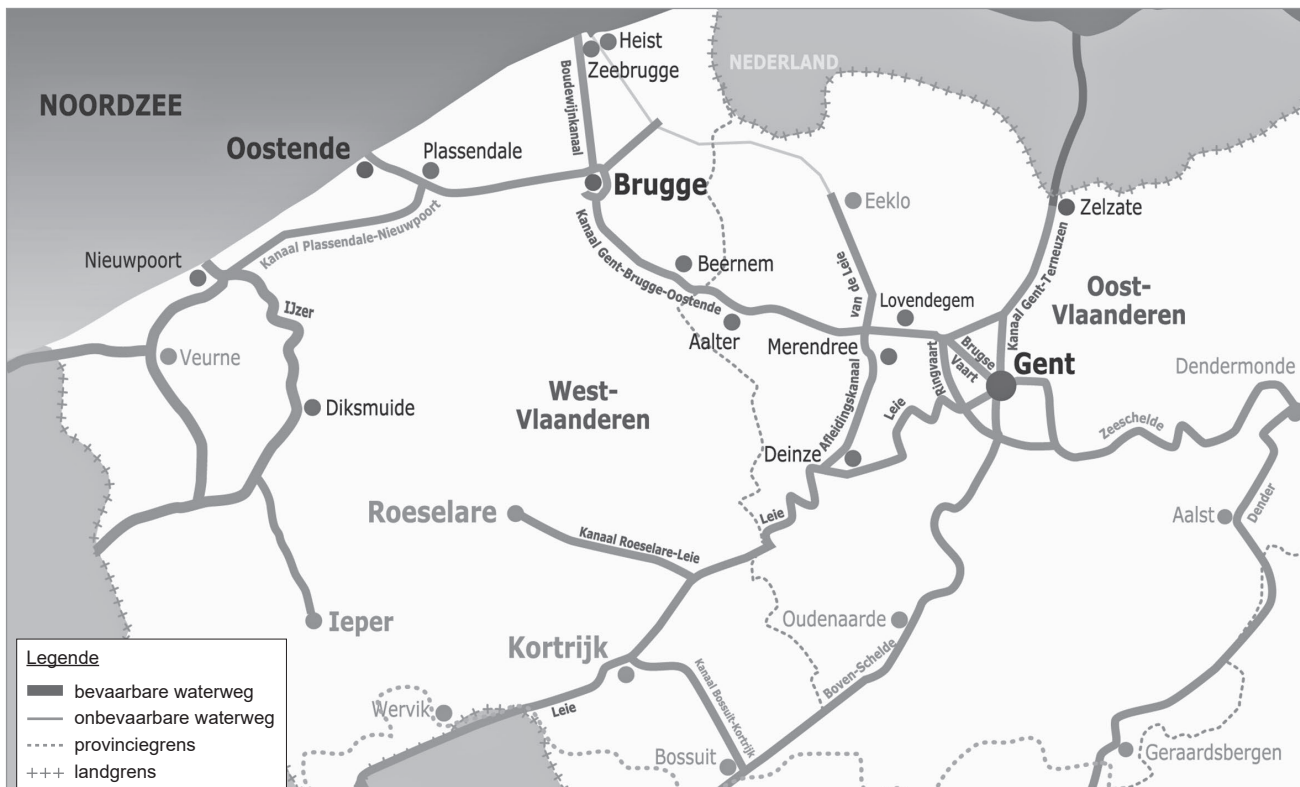 Heist
Zeebrugge
NEDERLAND
NOORDZEE
Boudewijnkanaal
Oostende
Plassendale
Brugge
Eeklo
Zelzate
Kanaal Plassendale-Nieuwpoort
Nieuwpoort
Kanaal Gent-Brugge-Oostende
Beernem
van de Leie
Kanaal Gent-Terneuzen
IJzer
Lovendegem
Oost-
Vlaanderen
Aalter
Merendree
Ringvaart
Brugse
Vaart
Gent
Veurne
Dendermonde
West-
Vlaanderen
Afleidingskanaal
Diksmuide
Leie
Zeeschelde
Deinze
Roeselare
Leie
Aalst
Dender
Kanaal Roeselare-Leie
Ieper
Oudenaarde
Kortrijk
Boven-Schelde
Kanaal Bossuit-Kortrijk
Wervik
Leie
Bossuit
Geraardsbergen
Legende
bevaarbare waterweg
onbevaarbare waterweg
provinciegrens
landgrens